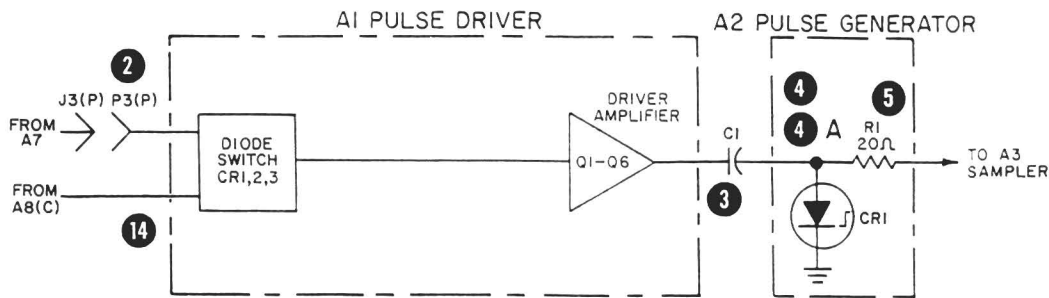 A1 PULSE DRIVER
A2 PULSE GENERATOR
2
J3(P) P3(P)
FROM
A7
DIODE
SWITCH
CR1,2,3
FROM
A8(C)
14
DRIVER
AMPLIFIER
Q1-Q6
C1
3
4
4 A
5
R1
20Ω
CR1
TO A3
SAMPLER